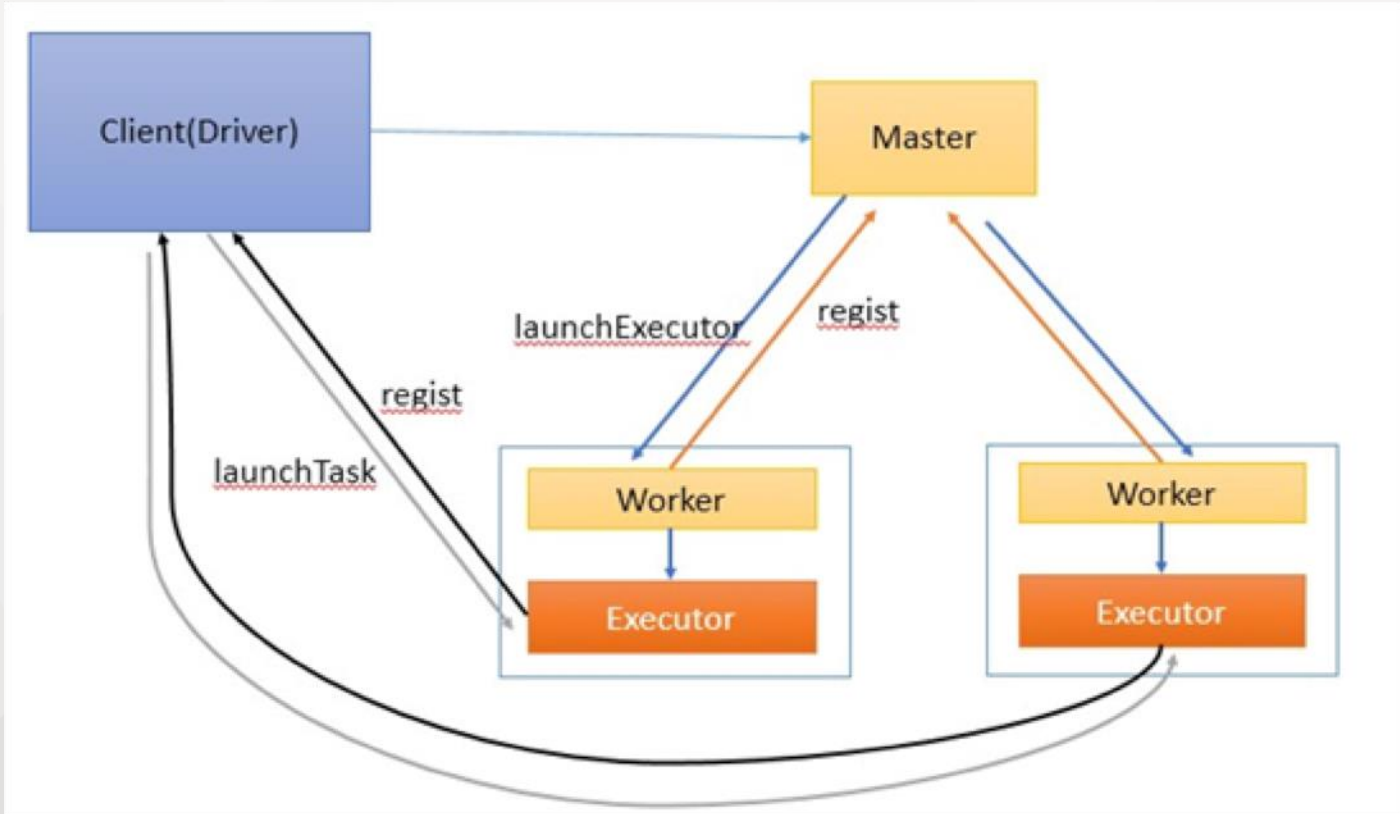 Client(Driver)
Master
launchExecutor
regist
regist
launchTask
Worker
Worker
Executor
Executor